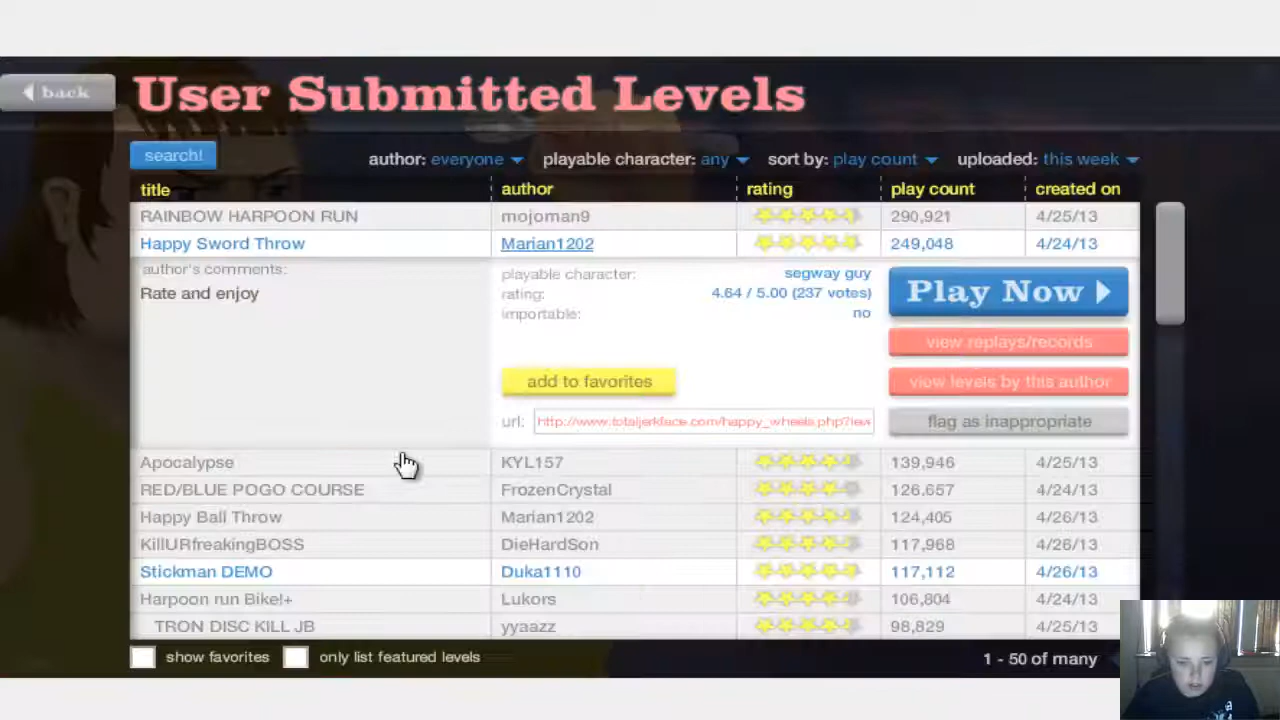 back
User Submitted Levels
search!
author: everyone playable character: any sort by: play count uploaded: this week
title author rating play count created on
RAINBOW HARPOON RUN mojoman9 290,921 4/25/13
Happy Sword Throw Marian1202 249,048 4/24/13
author's comments:
Rate and enjoy
playable character: segway guy
rating: 4.64 / 5.00 (237 votes)
importable: no
add to favorites
url: http://www.totaljerkface.com/happy_wheels.php?lev
Play Now
view replays/records
view levels by this author
flag as inappropriate
Apocalypse KYL157 139,946 4/25/13
RED/BLUE POGO COURSE FrozenCrystal 126,657 4/24/13
Happy Ball Throw Marian1202 124,405 4/26/13
KillURfreakingBOSS DieHardSon 117,968 4/26/13
Stickman DEMO Duka1110 117,112 4/26/13
Harpoon run Bike!+ Lukors 106,804 4/24/13
TRON DISC KILL JB yyaazz 98,829 4/25/13
show favorites only list featured levels 1 - 50 of many